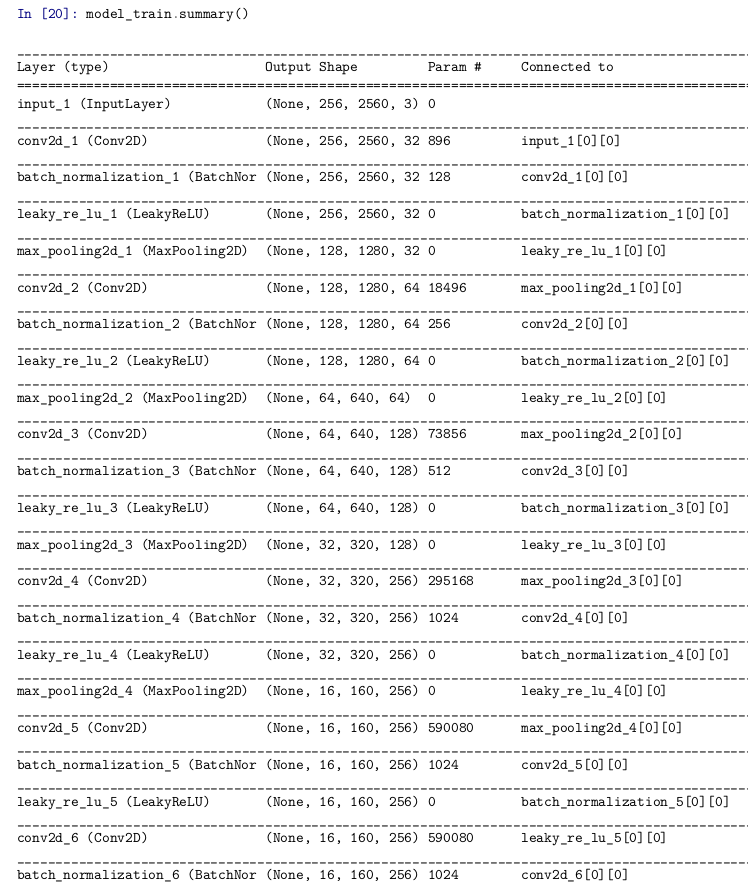 In [20]: model_train.summary()
Layer (type) Output Shape Param # Connected to
input_1 (InputLayer) (None, 256, 2560, 3) 0
conv2d_1 (Conv2D) (None, 256, 2560, 32 896 input_1[0][0]
batch_normalization_1 (BatchNor (None, 256, 2560, 32 128 conv2d_1[0][0]
leaky_re_lu_1 (LeakyReLU) (None, 256, 2560, 32 0 batch_normalization_1[0][0]
max_pooling2d_1 (MaxPooling2D) (None, 128, 1280, 32 0 leaky_re_lu_1[0][0]
conv2d_2 (Conv2D) (None, 128, 1280, 64 18496 max_pooling2d_1[0][0]
batch_normalization_2 (BatchNor (None, 128, 1280, 64 256 conv2d_2[0][0]
leaky_re_lu_2 (LeakyReLU) (None, 128, 1280, 64 0 batch_normalization_2[0][0]
max_pooling2d_2 (MaxPooling2D) (None, 64, 640, 64) 0 leaky_re_lu_2[0][0]
conv2d_3 (Conv2D) (None, 64, 640, 128) 73856 max_pooling2d_2[0][0]
batch_normalization_3 (BatchNor (None, 64, 640, 128) 512 conv2d_3[0][0]
leaky_re_lu_3 (LeakyReLU) (None, 64, 640, 128) 0 batch_normalization_3[0][0]
max_pooling2d_3 (MaxPooling2D) (None, 32, 320, 128) 0 leaky_re_lu_3[0][0]
conv2d_4 (Conv2D) (None, 32, 320, 256) 295168 max_pooling2d_3[0][0]
batch_normalization_4 (BatchNor (None, 32, 320, 256) 1024 conv2d_4[0][0]
leaky_re_lu_4 (LeakyReLU) (None, 32, 320, 256) 0 batch_normalization_4[0][0]
max_pooling2d_4 (MaxPooling2D) (None, 16, 160, 256) 0 leaky_re_lu_4[0][0]
conv2d_5 (Conv2D) (None, 16, 160, 256) 590080 max_pooling2d_4[0][0]
batch_normalization_5 (BatchNor (None, 16, 160, 256) 1024 conv2d_5[0][0]
leaky_re_lu_5 (LeakyReLU) (None, 16, 160, 256) 0 batch_normalization_5[0][0]
conv2d_6 (Conv2D) (None, 16, 160, 256) 590080 leaky_re_lu_5[0][0]
batch_normalization_6 (BatchNor (None, 16, 160, 256) 1024 conv2d_6[0][0]